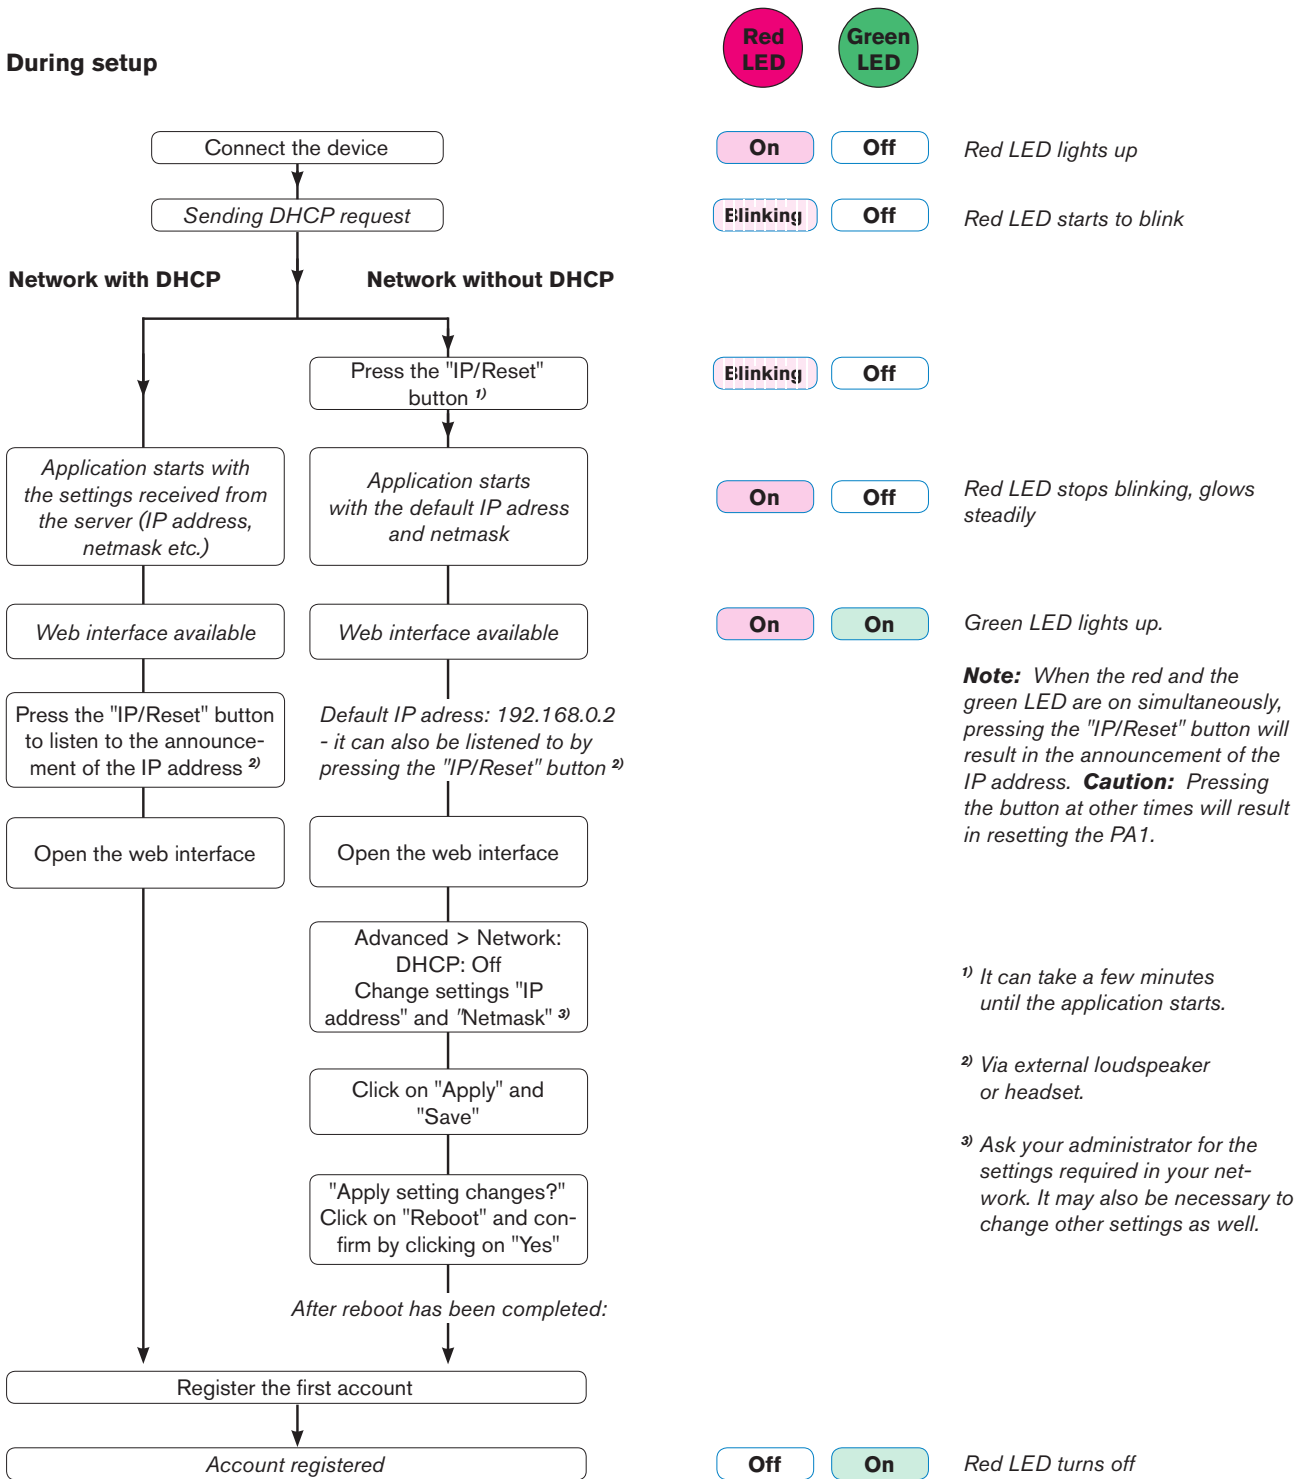 During setup
Red
LED
Green
LED
Connect the device
On
Off
Red LED lights up
Sending DHCP request
Blinking
Off
Red LED starts to blink
Network with DHCP
Network without DHCP
Press the "IP/Reset"
button 1)
Blinking
Off
Application starts with
the settings received from
the server (IP address,
netmask etc.)
Application starts
with the default IP adress
and netmask
On
Off
Red LED stops blinking, glows
steadily
Web interface available
Web interface available
On
On
Green LED lights up.
Note: When the red and the
green LED are on simultaneously,
pressing the "IP/Reset" button will
result in the announcement of the
IP address. Caution: Pressing
the button at other times will result
in resetting the PA1.
Press the "IP/Reset" button
to listen to the announce-
ment of the IP address 2)
Default IP adress: 192.168.0.2
- it can also be listened to by
pressing the "IP/Reset" button 2)
Open the web interface
Open the web interface
Advanced > Network:
DHCP: Off
Change settings "IP
address" and "Netmask" 3)
Click on "Apply" and
"Save"
"Apply setting changes?"
Click on "Reboot" and con-
firm by clicking on "Yes"
After reboot has been completed:
1) It can take a few minutes
until the application starts.
2) Via external loudspeaker
or headset.
3) Ask your administrator for the
settings required in your net-
work. It may also be necessary to
change other settings as well.
Register the first account
Account registered
Off
On
Red LED turns off